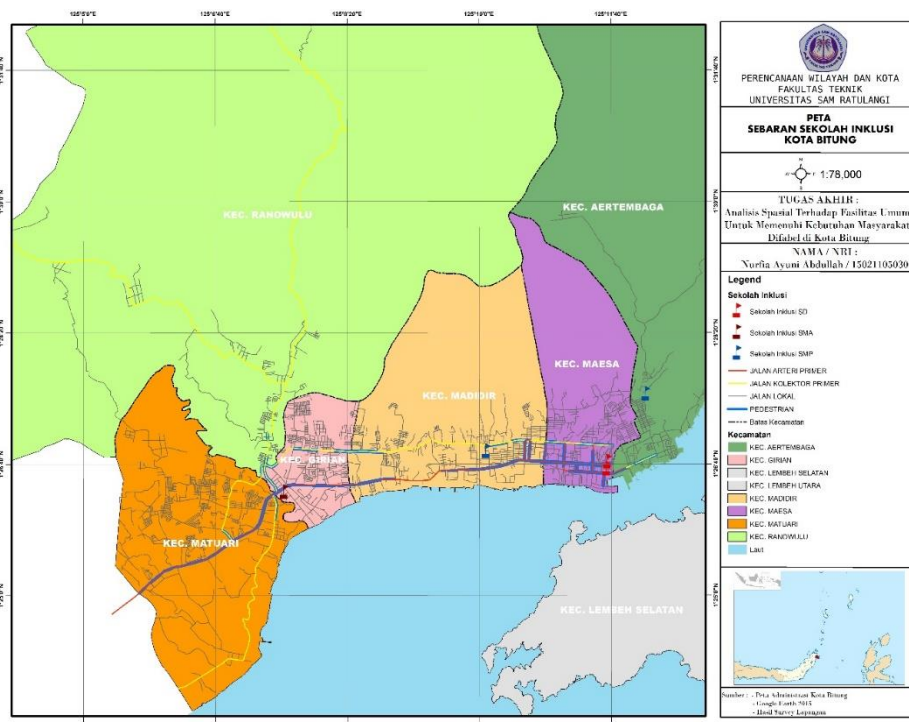 125°5'0"E
125°6'40"E
125°8'20"E
125°10'0"E
125°11'40"E
KEC. RANOWULU
KEC. AERTEMBAGA
KEC. MAESA
KEC. MADIDIR
KEC. GIRIAN
KEC. MATUARI
KEC. LEMBEH SELATAN
PERENCANAAN WILAYAH DAN KOTA
FAKULTAS TEKNIK
UNIVERSITAS SAM RATULANGI
PETA
SEBARAN SEKOLAH INKLUSI
KOTA BITUNG
1:78,000
TUGAS AKHIR :
Analisis Spasial Terhadap Fasilitas Umum
Untuk Memenuhi Kebutuhan Masyarakat
Difabel di Kota Bitung
NAMA / NRI :
Nurfia Ayuni Abdullah / 15021105030
Legend
Sekolah Inklusi
Sekolah Inklusi SD
Sekolah Inklusi SMA
Sekolah Inklusi SMP
JALAN ARTERI PRIMER
JALAN KOLEKTOR PRIMER
JALAN LOKAL
PEDESTRIAN
Batas Kecamatan
Kecamatan
KEC. AERTEMBAGA
KEC. GIRIAN
KEC. LEMBEH SELATAN
KEC. LEMBEH UTARA
KEC. MADIDIR
KEC. MAESA
KEC. MATUARI
KEC. RANOWULU
Laut
Sumber : - Peta Administrasi Kota Bitung
- Google Earth 2015
- Hasil Survey Lapangan